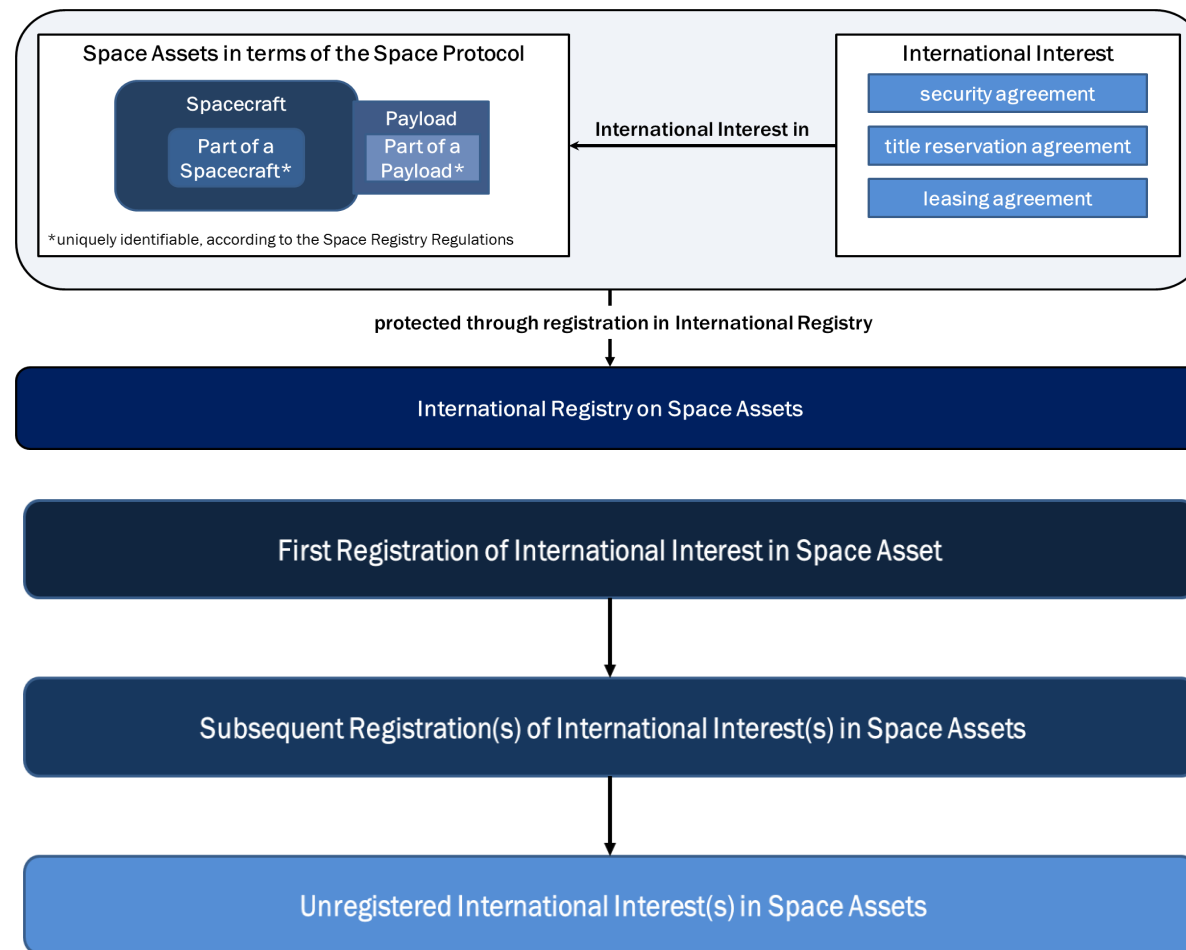 Space Assets in terms of the Space Protocol
Spacecraft
Part of a
Spacecraft*
Payload
Part of a
Payload*
*uniquely identifiable, according to the Space Registry Regulations
International Interest in
International Interest
security agreement
title reservation agreement
leasing agreement
protected through registration in International Registry
International Registry on Space Assets
First Registration of International Interest in Space Asset
Subsequent Registration(s) of International Interest(s) in Space Assets
Unregistered International Interest(s) in Space Assets